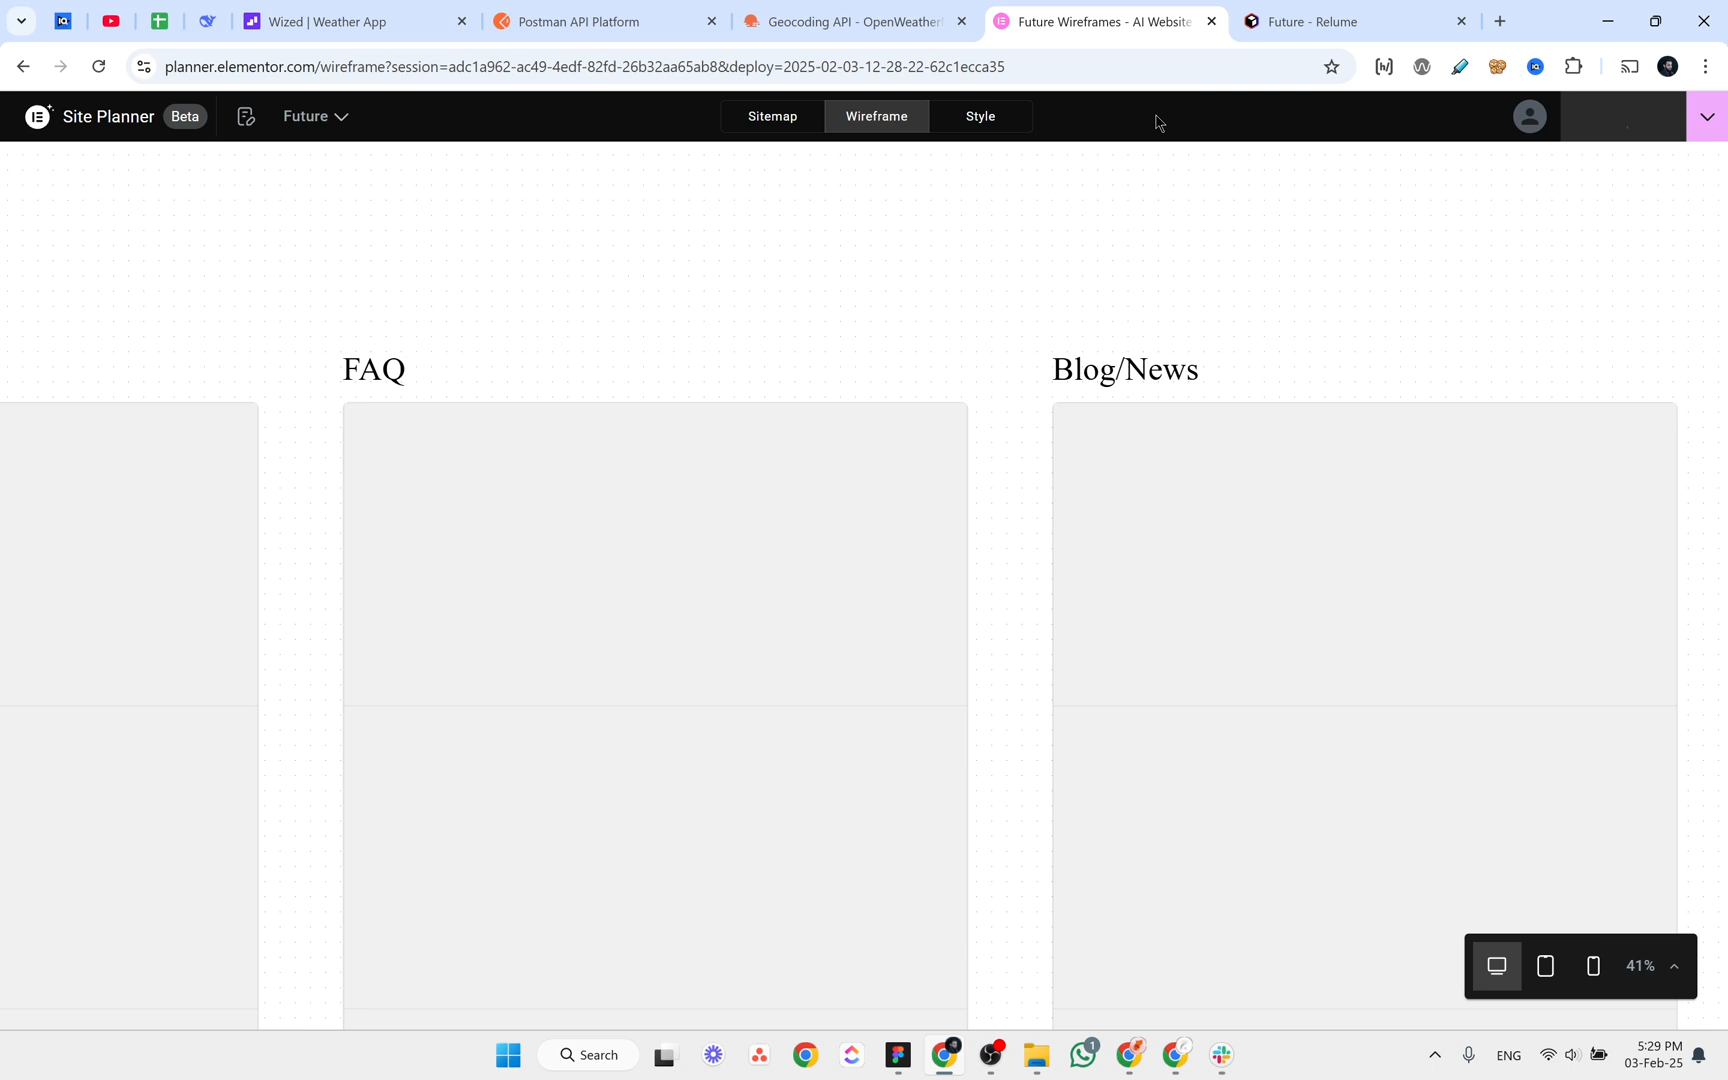 Wized | Weather App
Postman API Platform
Geocoding API - OpenWeather
Future Wireframes - AI Website
Future - Relume
planner.elementor.com/wireframe?session=adc1a962-ac49-4edf-82fd-26b32aa65ab8&deploy=2025-02-03-12-28-22-62c1ecca35
Site Planner Beta
Future
Sitemap
Wireframe
Style
FAQ
Blog/News
41%
Search
1
ENG
5:29 PM
03-Feb-25